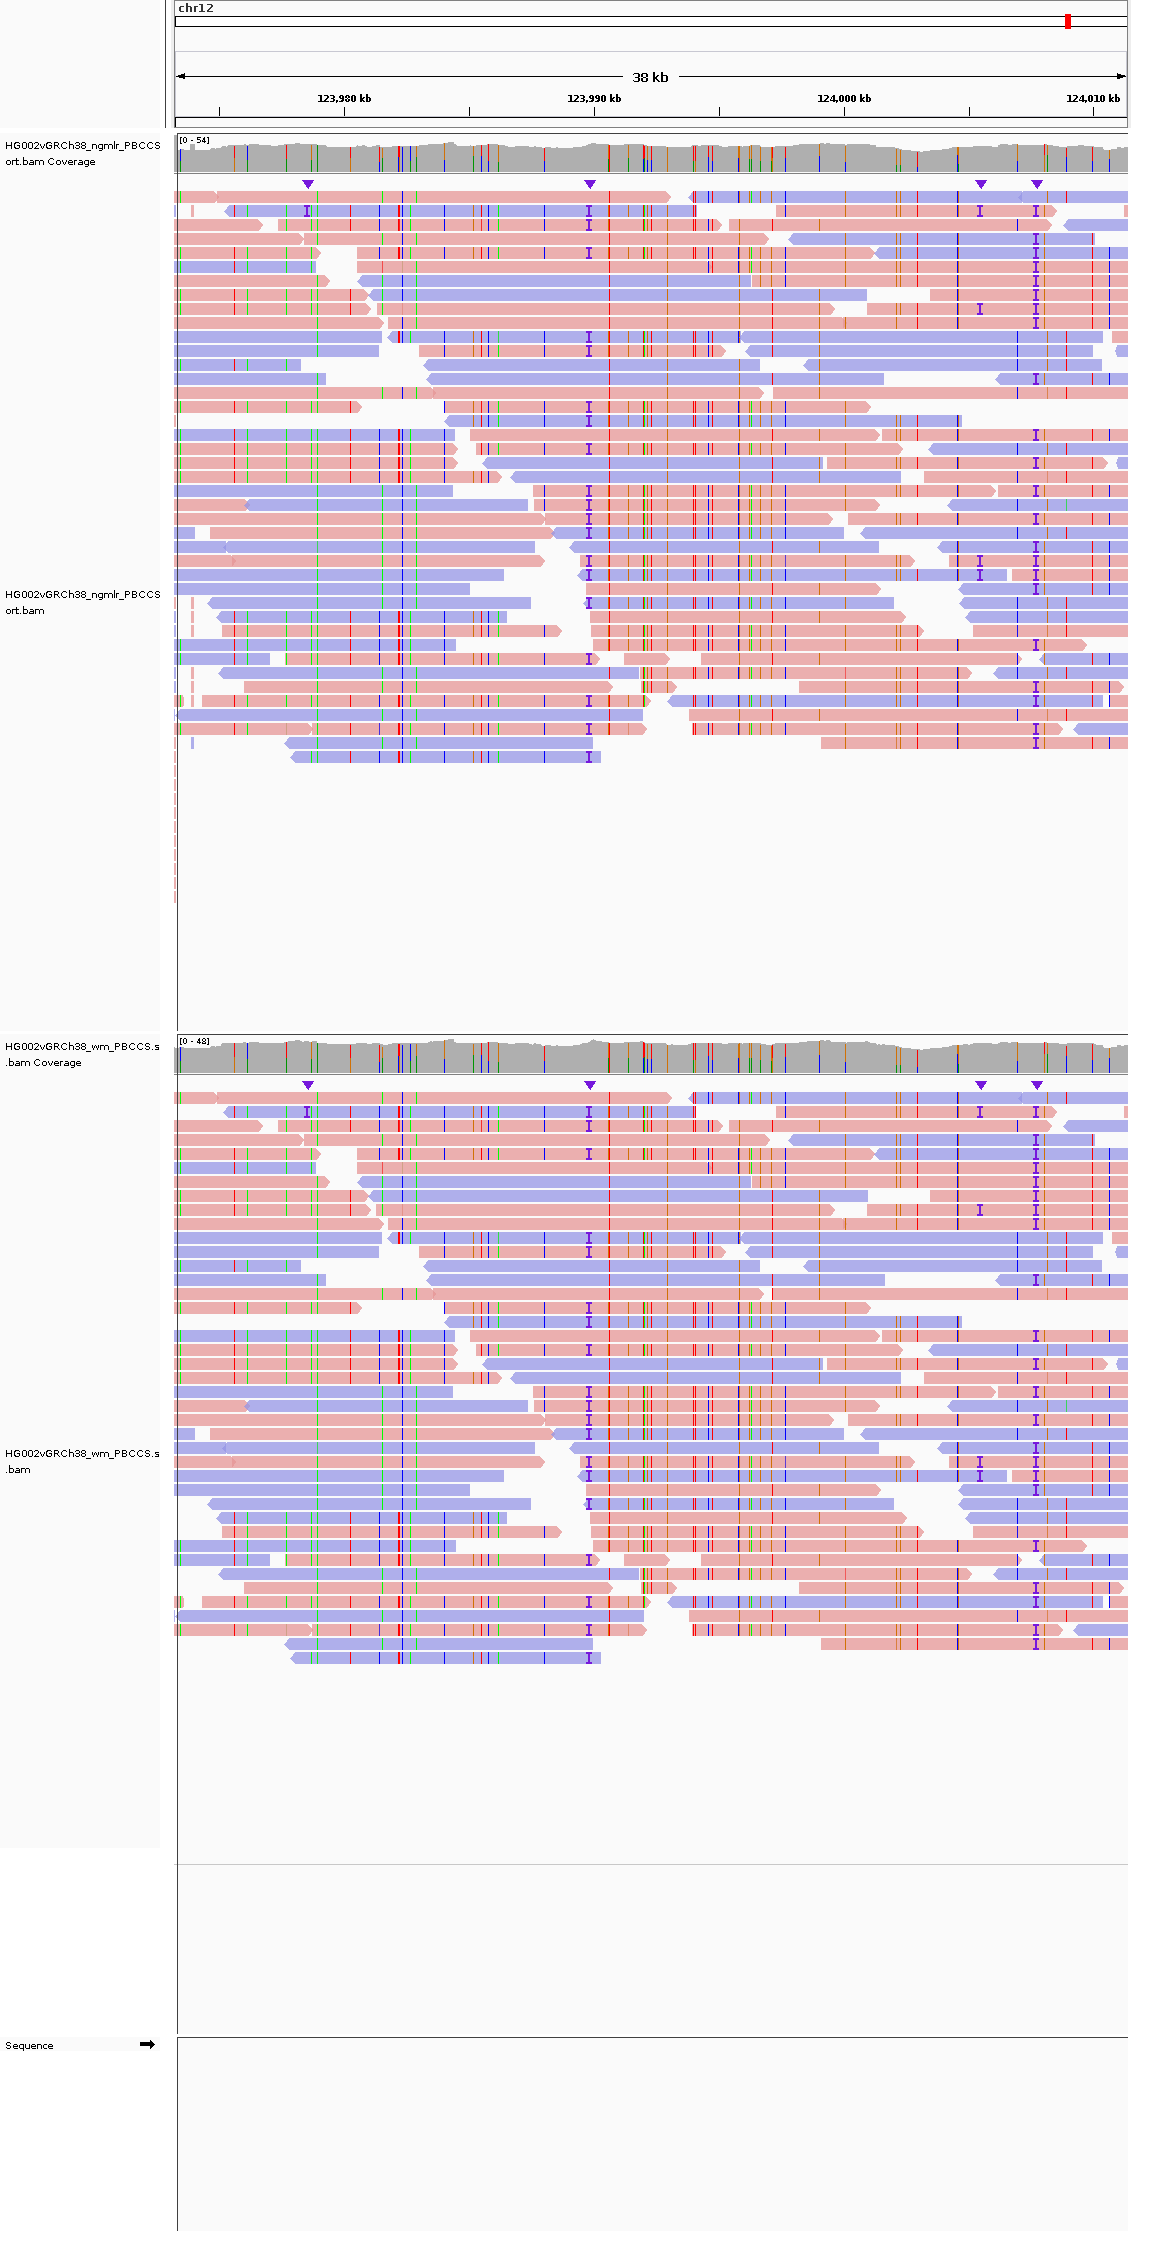 chr12
38 kb
123,980 kb 123,990 kb 124,000 kb 124,010 kb
HG002vGRCh38_ngmlr_PBCCS
ort.bam Coverage
[0 - 54]
HG002vGRCh38_ngmlr_PBCCS
ort.bam
HG002vGRCh38_wm_PBCCS.s
.bam Coverage
[0 - 48]
HG002vGRCh38_wm_PBCCS.s
.bam
Sequence